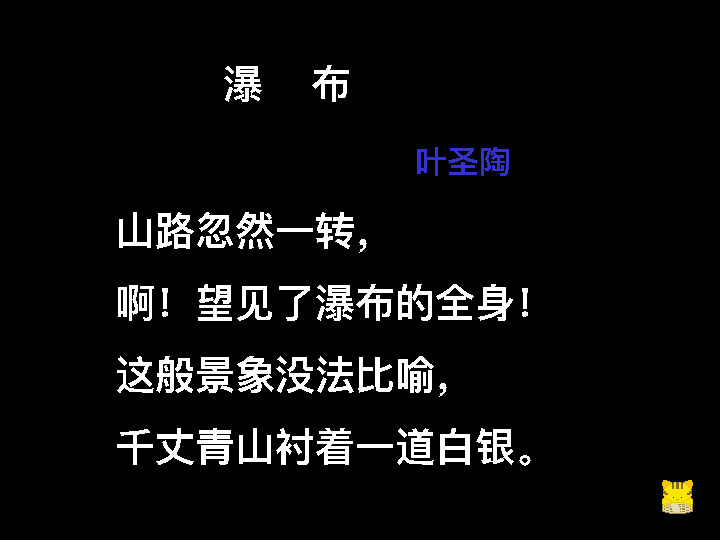 瀑 布
叶圣陶
山路忽然一转，
啊！望见了瀑布的全身！
这般景象没法比喻，
千丈青山衬着一道白银。